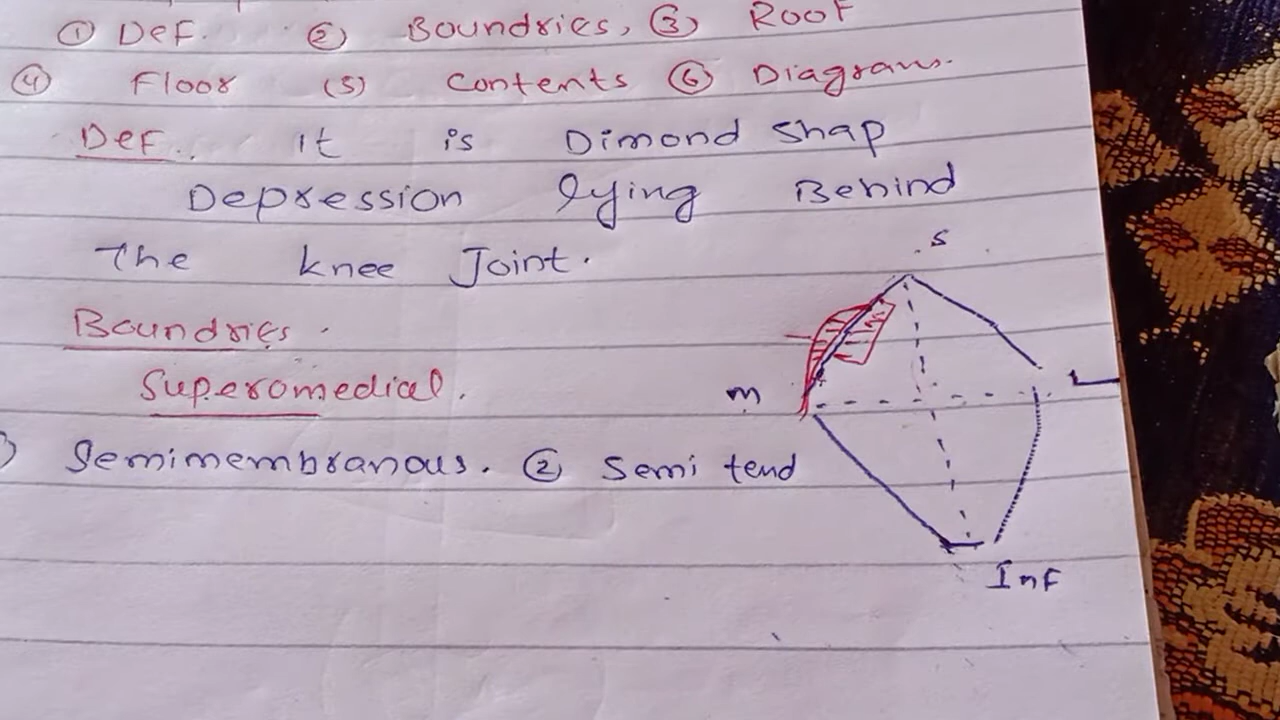 ① Def. ② Boundries, ③ Roof
④ Floor (5) Contents ⑥ Diagram.
Def.. It is Dimond shap
Depression lying Behind
The knee Joint.
S
Boundries.
Superomedial.
m
L
Semimembranous. ② Semi tend
Inf